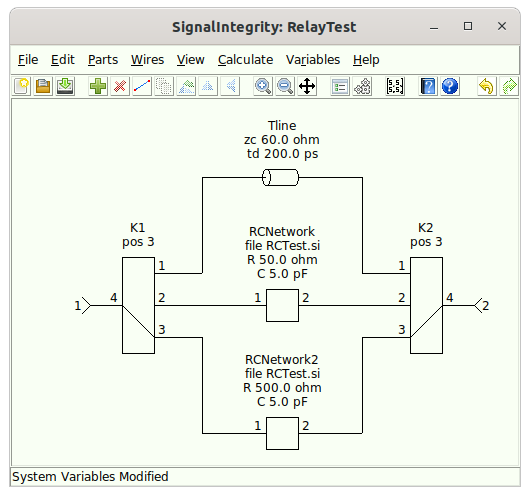 SignalIntegrity: RelayTest
File Edit Parts Wires View Calculate Variables Help
Tline
zc 60.0 ohm
td 200.0 ps
K1
pos 3
RCNetwork
file RCTest.si
R 50.0 ohm
C 5.0 pF
K2
pos 3
1 1
1 4 2 1 2 2 4 2
3 3
RCNetwork2
file RCTest.si
R 500.0 ohm
C 5.0 pF
1 2
System Variables Modified